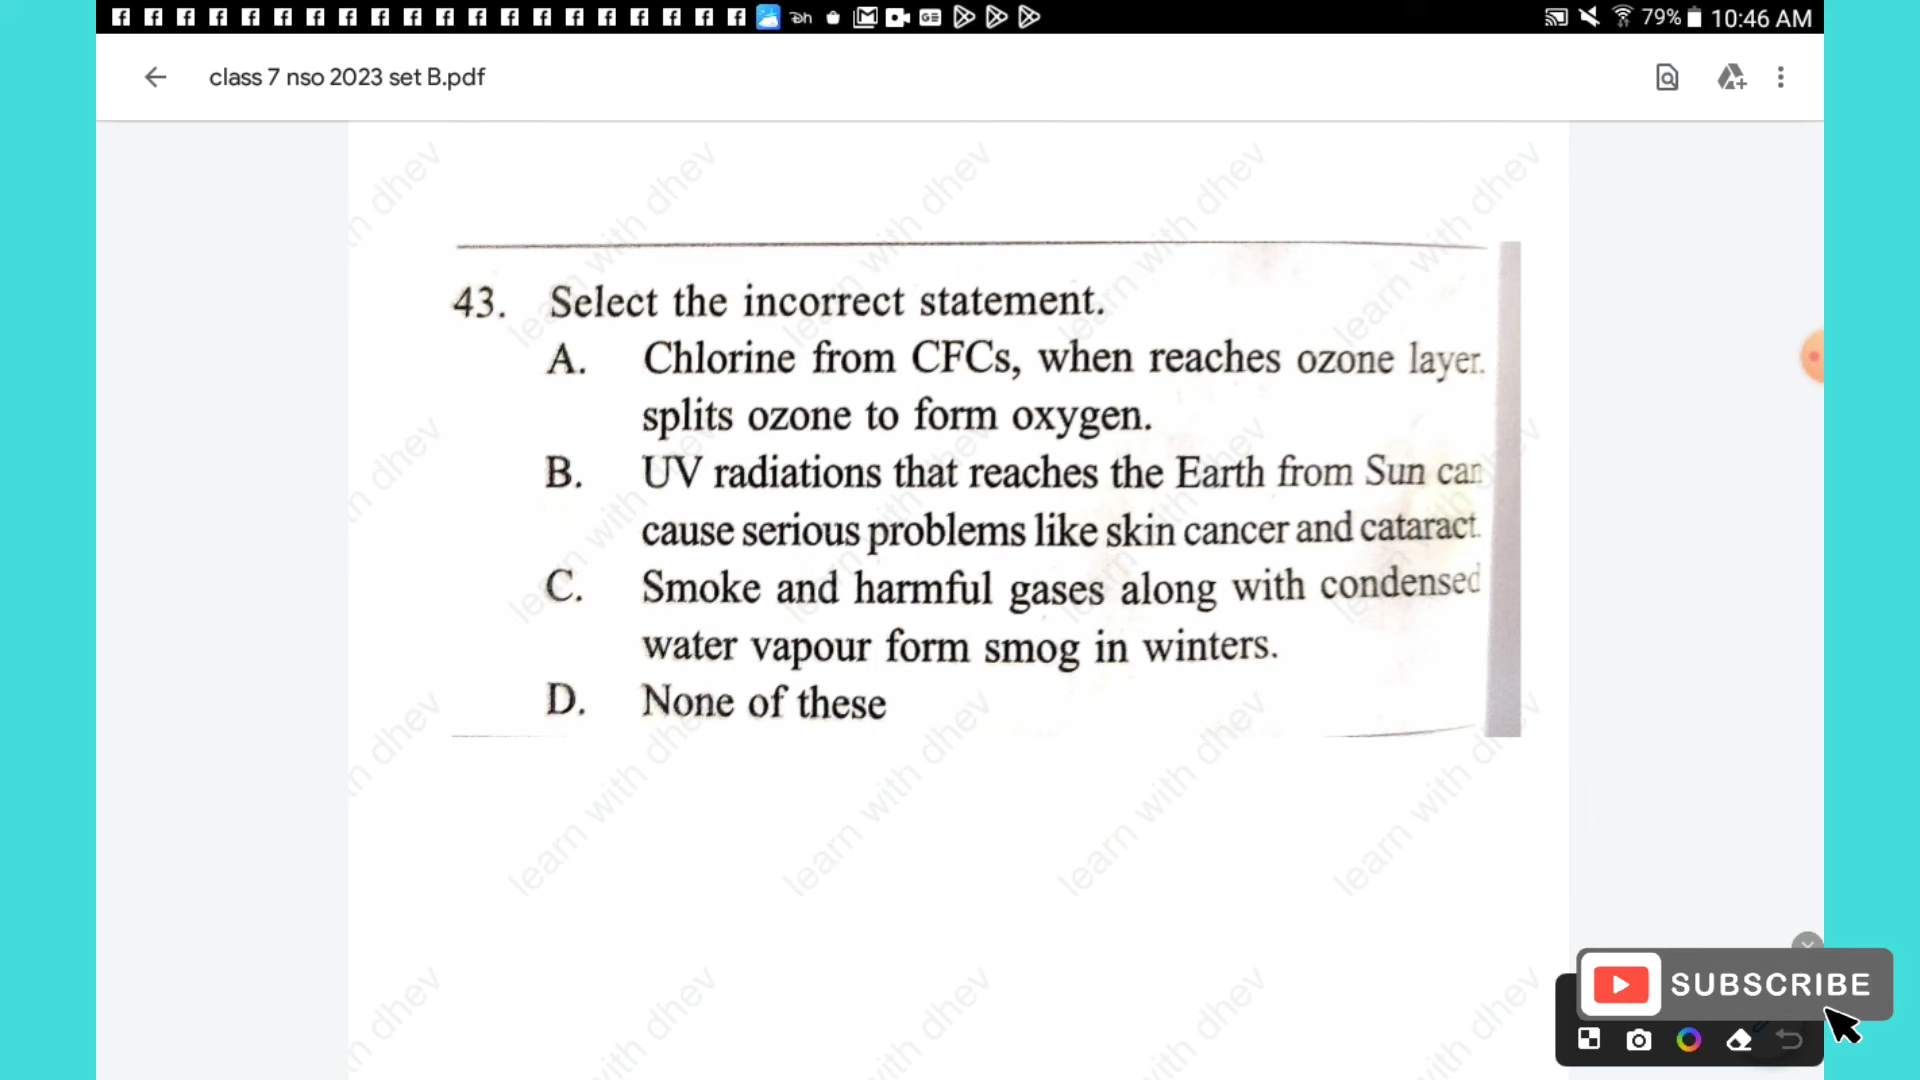 79% 10:46 AM
class 7 nso 2023 set B.pdf
43. Select the incorrect statement.
A. Chlorine from CFCs, when reaches ozone layer.
splits ozone to form oxygen.
B. UV radiations that reaches the Earth from Sun can
cause serious problems like skin cancer and cataract.
C. Smoke and harmful gases along with condensed
water vapour form smog in winters.
D. None of these
learn with dhev
SUBSCRIBE